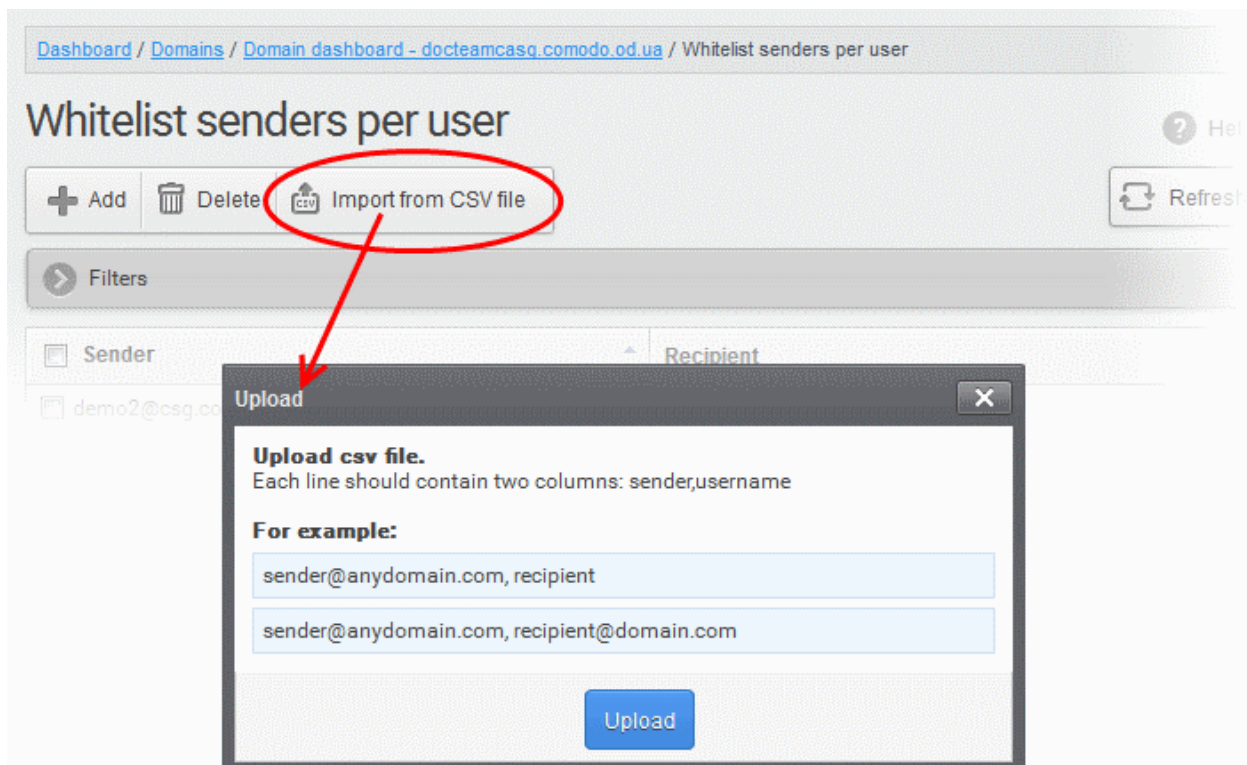 Dashboard / Domains / Domain dashboard - docteamcasg.comodo.od.ua / Whitelist senders per user
Whitelist senders per user
Add Delete Import from CSV file
Filters
Sender Recipient
Upload
Upload csv file.
Each line should contain two columns: sender,username
For example:
sender@anydomain.com, recipient
sender@anydomain.com, recipient@domain.com
Upload